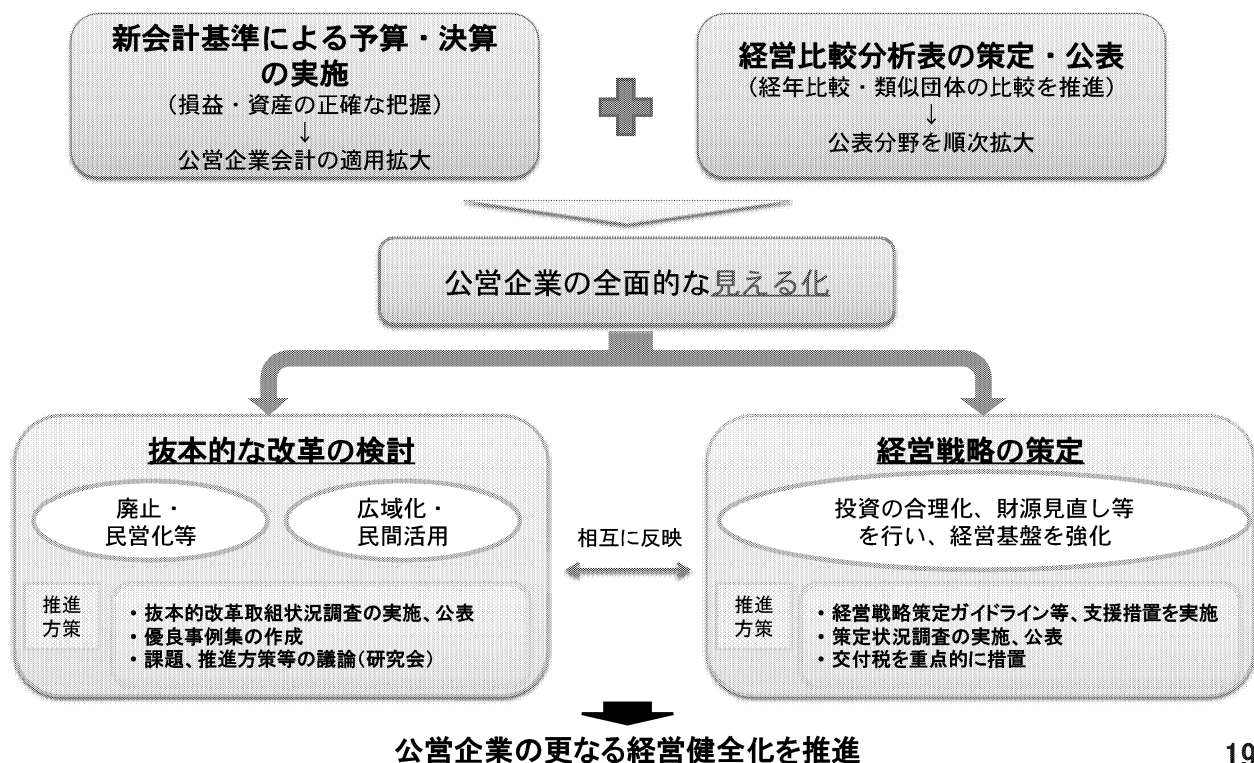 新会計基準による予算・決算
の実施
（損益・資産の正確な把握）
↓
公営企業会計の適用拡大
経営比較分析表の策定・公表
（経年比較・類似団体の比較を推進）
↓
公表分野を順次拡大
公営企業の全面的な見える化
抜本的な改革の検討
廃止・
民営化等
広域化・
民間活用
推進
方策
・抜本的改革取組状況調査の実施、公表
・優良事例集の作成
・課題、推進方策等の議論（研究会）
相互に反映
経営戦略の策定
投資の合理化、財源見直し等
を行い、経営基盤を強化
推進
方策
・経営戦略策定ガイドライン等、支援措置を実施
・策定状況調査の実施、公表
・交付税を重点的に措置
公営企業の更なる経営健全化を推進
19